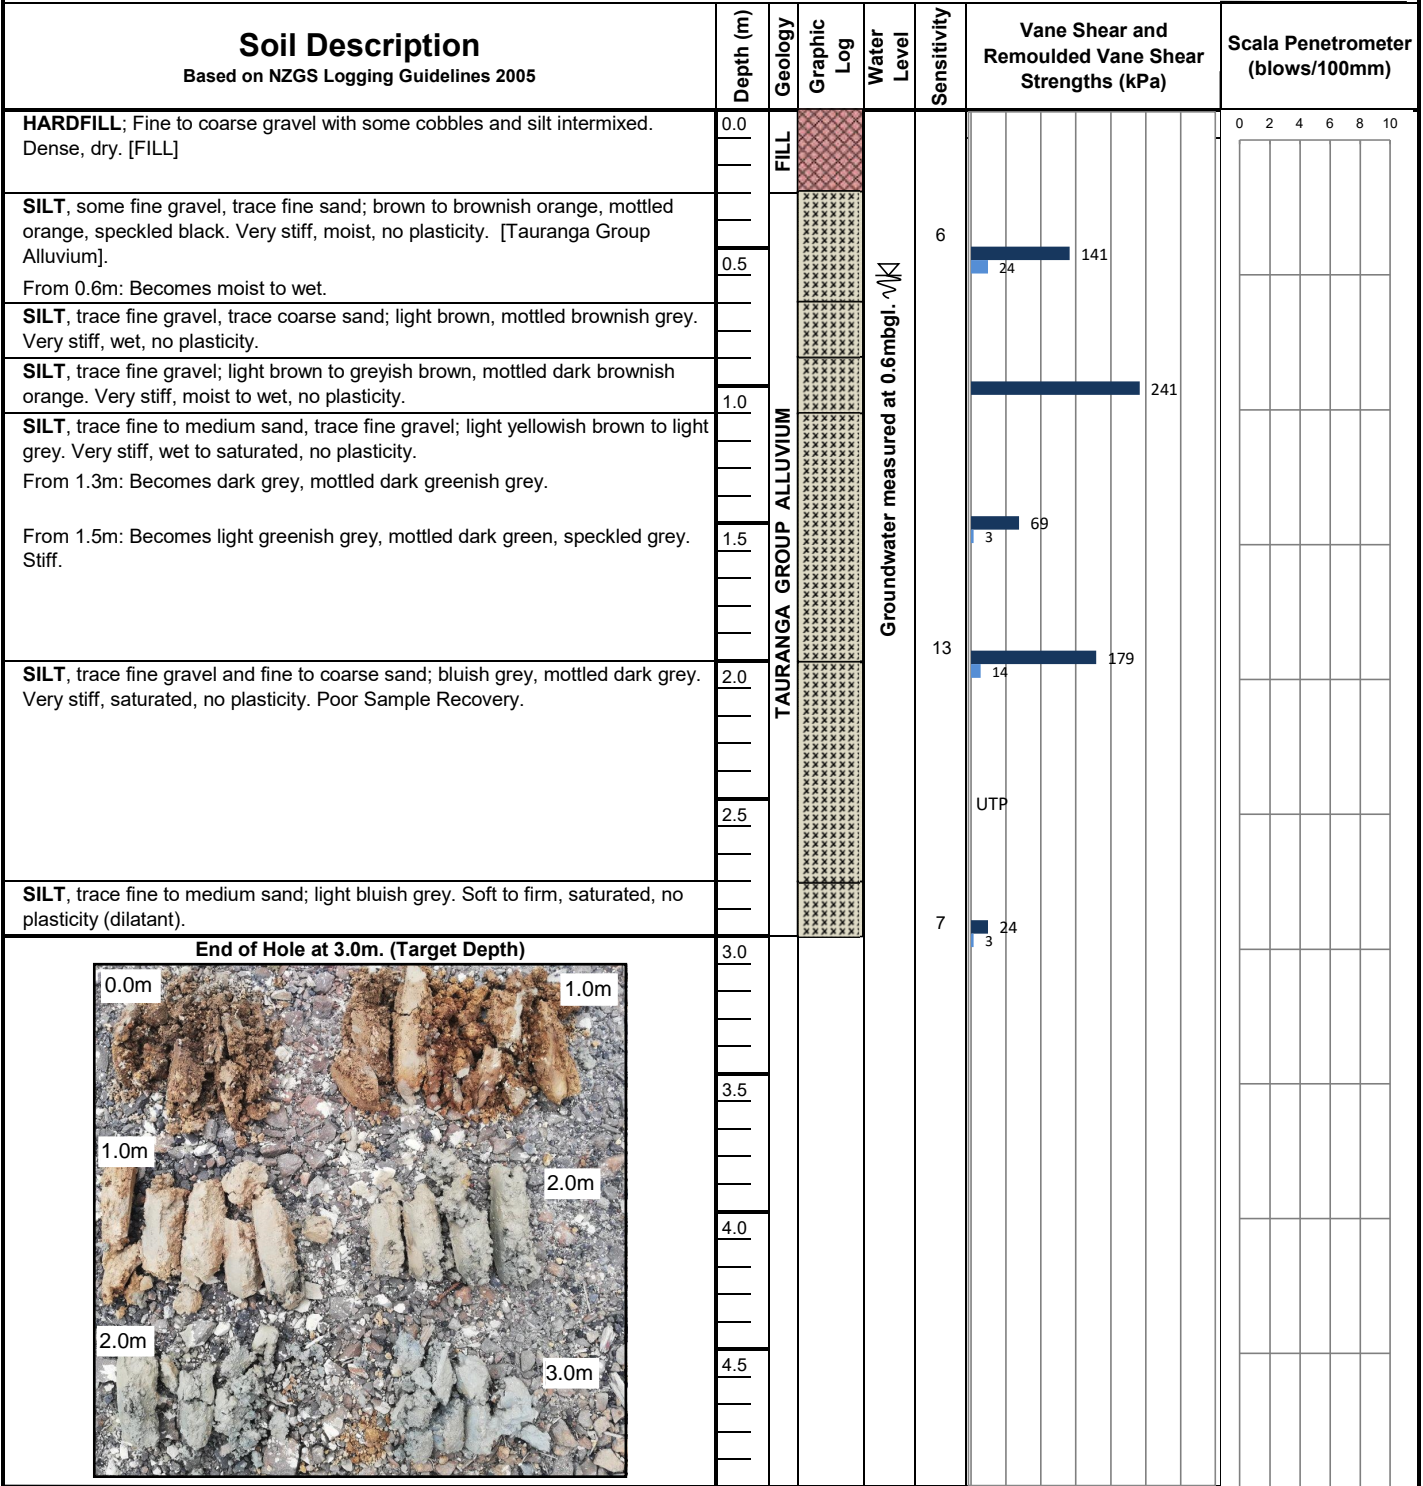 Soil Description
Based on NZGS Logging Guidelines 2005
Depth (m)
Geology
Graphic
Log
Water
Level
Sensitivity
Vane Shear and
Remoulded Vane Shear
Strengths (kPa)
Scala Penetrometer
(blows/100mm)
0 2 4 6 8 10
HARDFILL; Fine to coarse gravel with some cobbles and silt intermixed.
Dense, dry. [FILL]
SILT, some fine gravel, trace fine sand; brown to brownish orange, mottled
orange, speckled black. Very stiff, moist, no plasticity. [Tauranga Group
Alluvium].
From 0.6m: Becomes moist to wet.
SILT, trace fine gravel, trace coarse sand; light brown, mottled brownish grey.
Very stiff, wet, no plasticity.
SILT, trace fine gravel; light brown to greyish brown, mottled dark brownish
orange. Very stiff, moist to wet, no plasticity.
SILT, trace fine to medium sand, trace fine gravel; light yellowish brown to light
grey. Very stiff, wet to saturated, no plasticity.
From 1.3m: Becomes dark grey, mottled dark greenish grey.
From 1.5m: Becomes light greenish grey, mottled dark green, speckled grey.
Stiff.
SILT, trace fine gravel and fine to coarse sand; bluish grey, mottled dark grey.
Very stiff, saturated, no plasticity. Poor Sample Recovery.
SILT, trace fine to medium sand; light bluish grey. Soft to firm, saturated, no
plasticity (dilatant).
End of Hole at 3.0m. (Target Depth)
0.0m
1.0m
1.0m
2.0m
2.0m
3.0m
0.0
0.5
1.0
1.5
2.0
2.5
3.0
3.5
4.0
4.5
FILL
TAURANGA GROUP ALLUVIUM
Groundwater measured at 0.6mbgl.
6
13
7
141
24
241
69
3
179
14
UTP
24
3